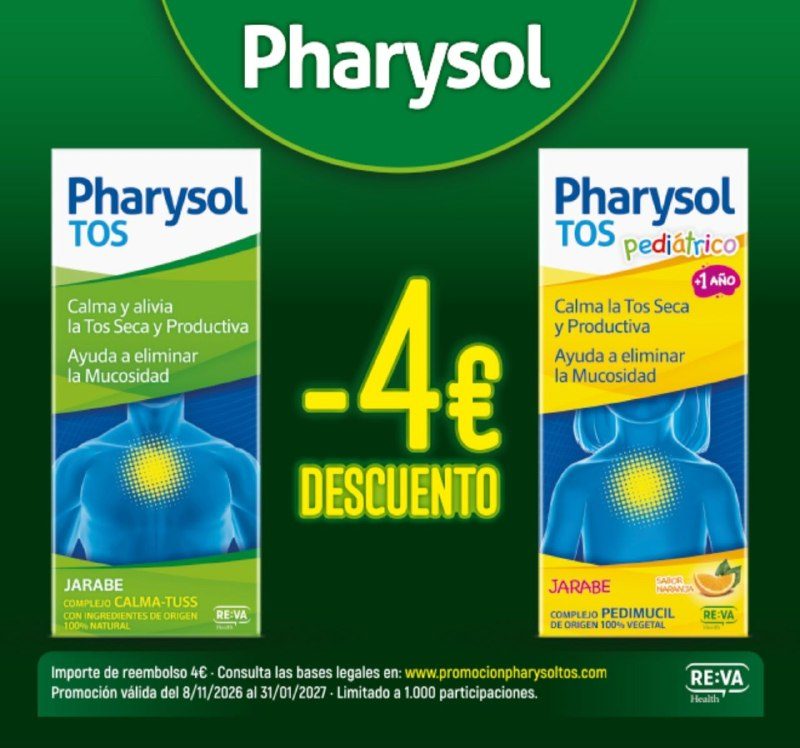 Pharysol
Pharysol
TOS
Calma y alivia
la Tos Seca y Productiva
Ayuda a eliminar
la Mucosidad
JARABE
COMPLEJO CALMA-TUSS
CON INGREDIENTES DE ORIGEN
100% NATURAL
RE:VA
Health
-4€
DESCUENTO
Pharysol
TOS pediátrico
+1 AÑO
Calma la Tos Seca
y Productiva
Ayuda a eliminar
la Mucosidad
JARABE
SABOR
NARANJA
COMPLEJO PEDIMUCIL
DE ORIGEN 100% VEGETAL
RE:VA
Health
Importe de reembolso 4€ · Consulta las bases legales en: www.promocionpharysoltos.com
Promoción válida del 8/11/2026 al 31/01/2027 · Limitado a 1.000 participaciones.
RE:VA
Health